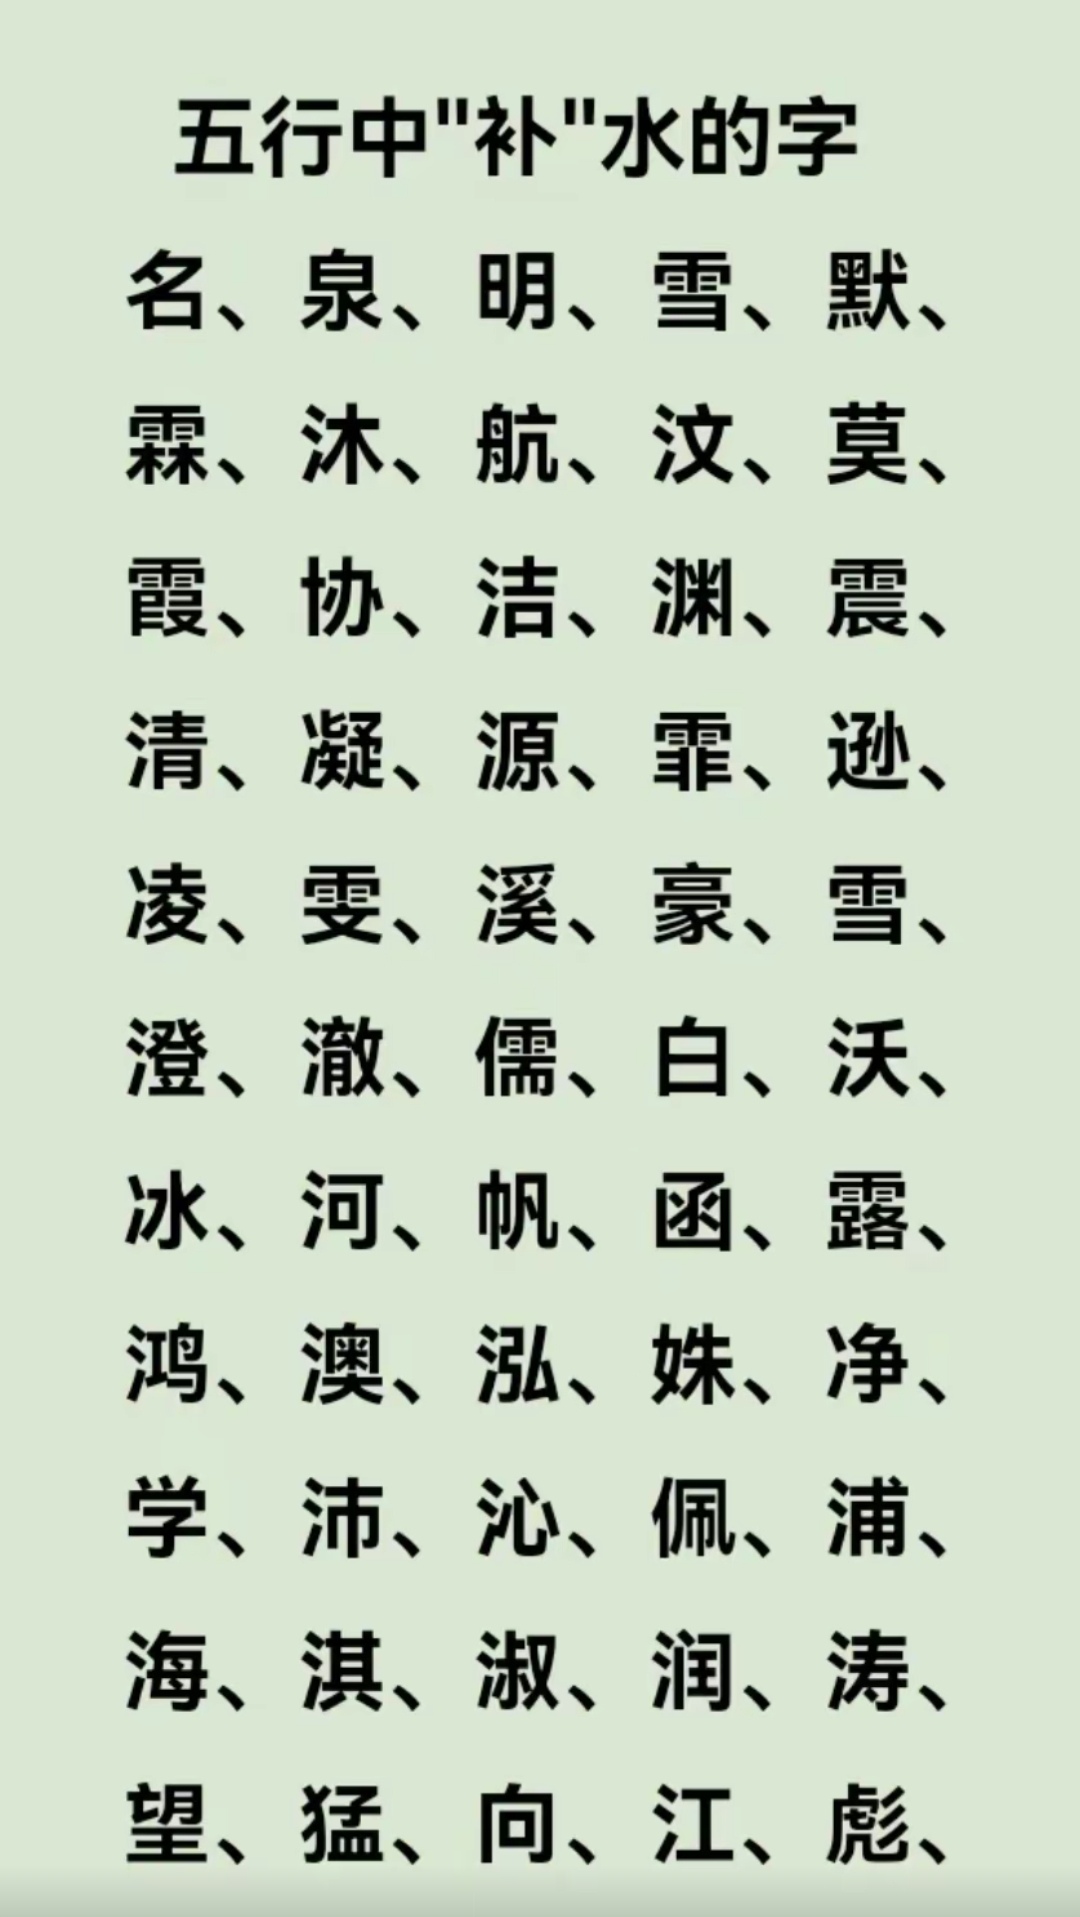 五行中"补"水的字
名、泉、明、雪、默、
霖、沐、航、汶、莫、
霞、协、洁、渊、震、
清、凝、源、霏、逊、
凌、雯、溪、豪、雪、
澄、澈、儒、白、沃、
冰、河、帆、函、露、
鸿、澳、泓、姝、净、
学、沛、沁、佩、浦、
海、淇、淑、润、涛、
望、猛、向、江、彪、